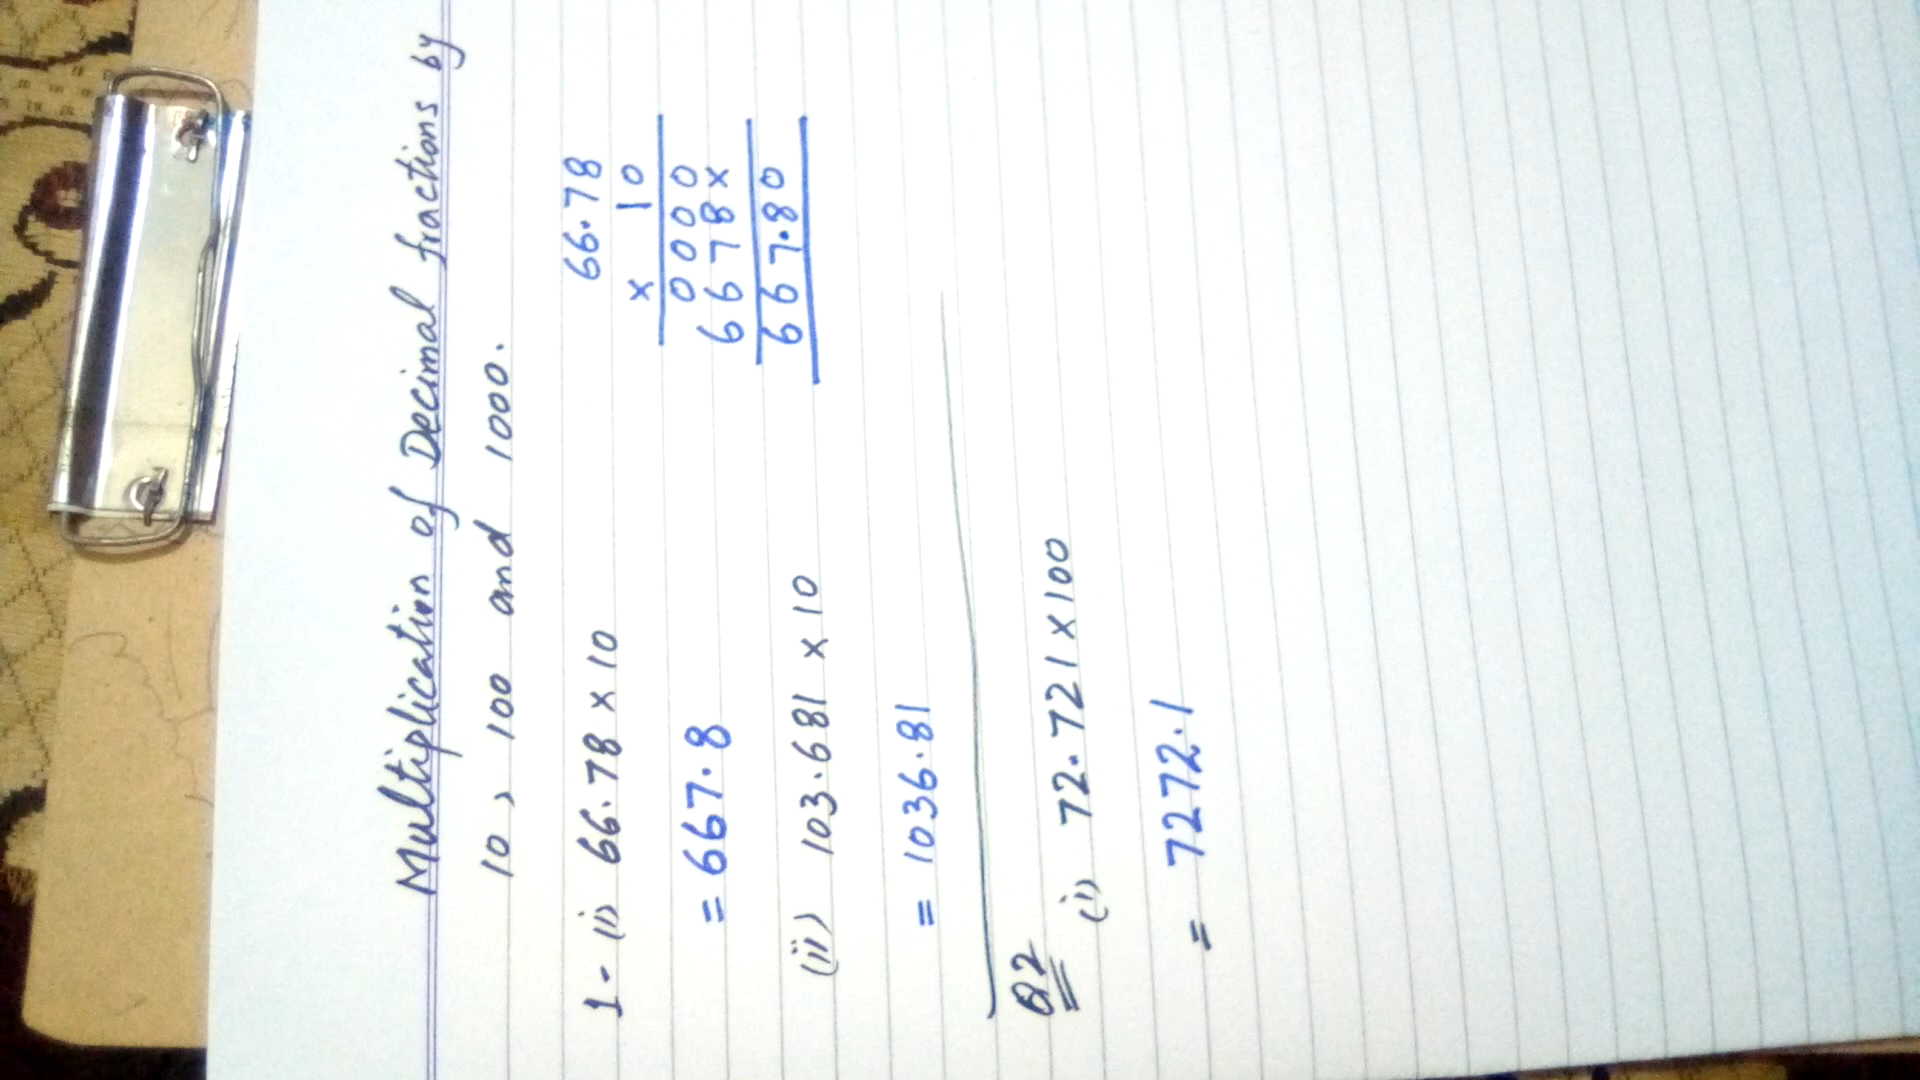 Multiplication of Decimal fractions by
10, 100 and 1000.
1- (i) 66.78 × 10
= 667.8
66.78
× 10
0000
6678×
667.80
(ii) 103.681 × 10
= 1036.81
Q2
(i) 72.721 × 100
= 7272.1